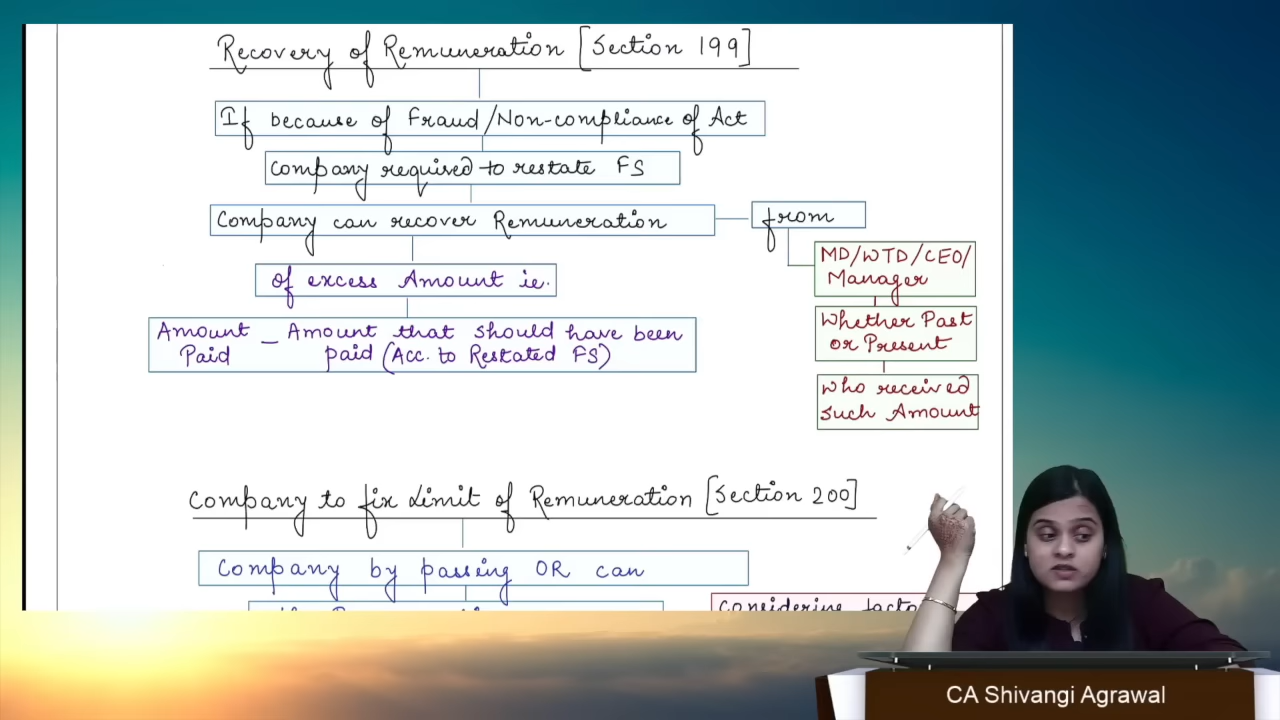 Recovery of Remuneration [Section 199]
If because of Fraud/Non-compliance of Act
Company required to restate FS
Company can recover Remuneration
from
MD/WTD/CEO/
Manager
Whether Past
or Present
Who received
such Amount
of excess Amount ie.
Amount Paid – Amount that should have been
paid (Acc. to Restated FS)
Company to fix Limit of Remuneration [Section 200]
Company by passing OR can
Considering facto
CA Shivangi Agrawal